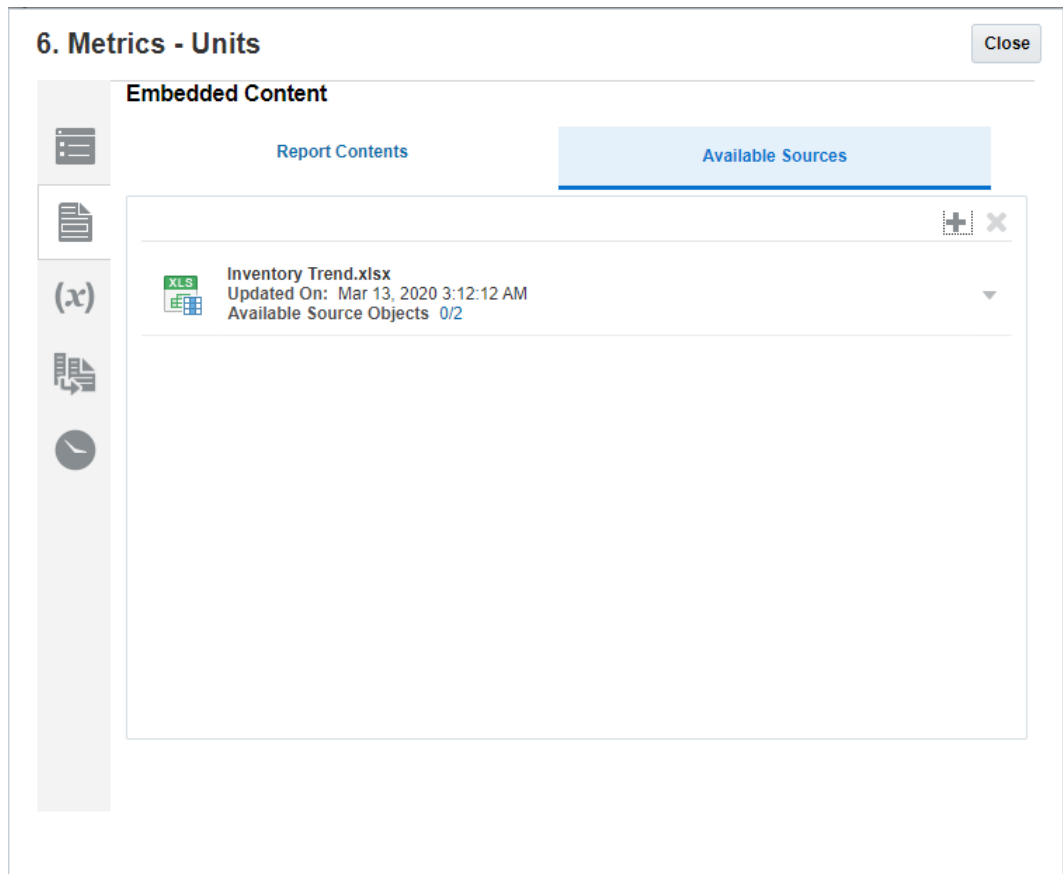 6. Metrics - Units
Close
Embedded Content
Report Contents
Available Sources
XLS
Inventory Trend.xlsx
Updated On: Mar 13, 2020 3:12:12 AM
Available Source Objects 0/2
(x)